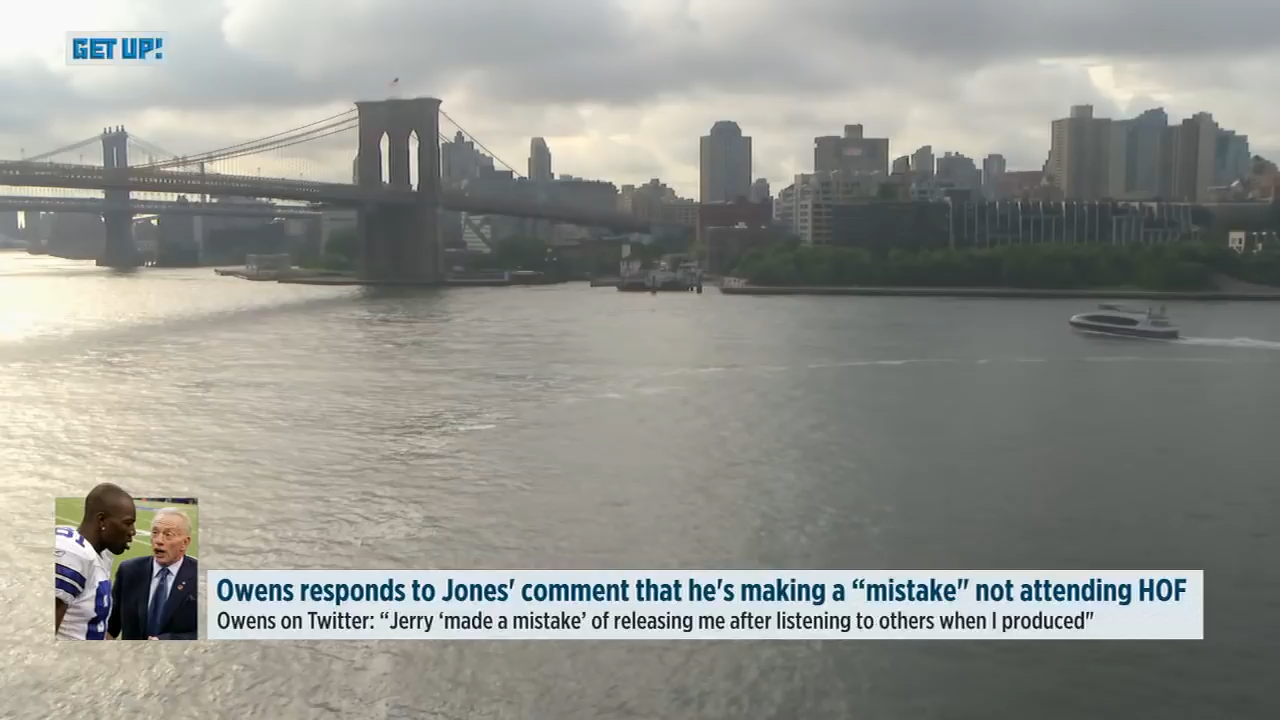 GET UP!
81
Owens responds to Jones' comment that he's making a “mistake" not attending HOF
Owens on Twitter: “Jerry ‘made a mistake’ of releasing me after listening to others when I produced"